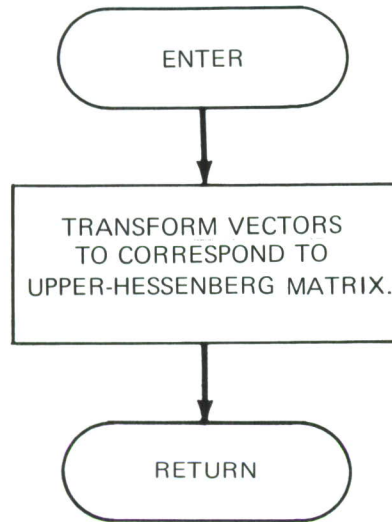 ENTER
TRANSFORM VECTORS
TO CORRESPOND TO
UPPER-HESSENBERG MATRIX.
RETURN